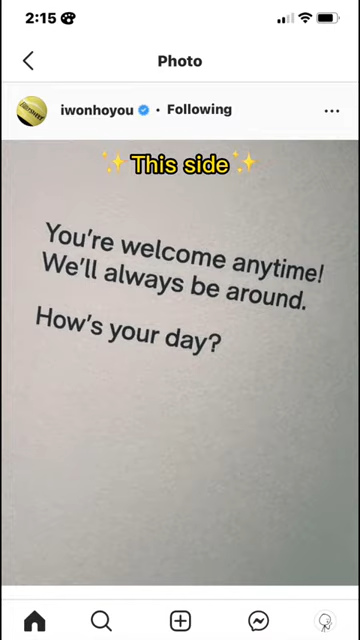 2:15
Photo
iwonhoyou • Following
✨ This side ✨
You're welcome anytime!
We'll always be around.
How's your day?